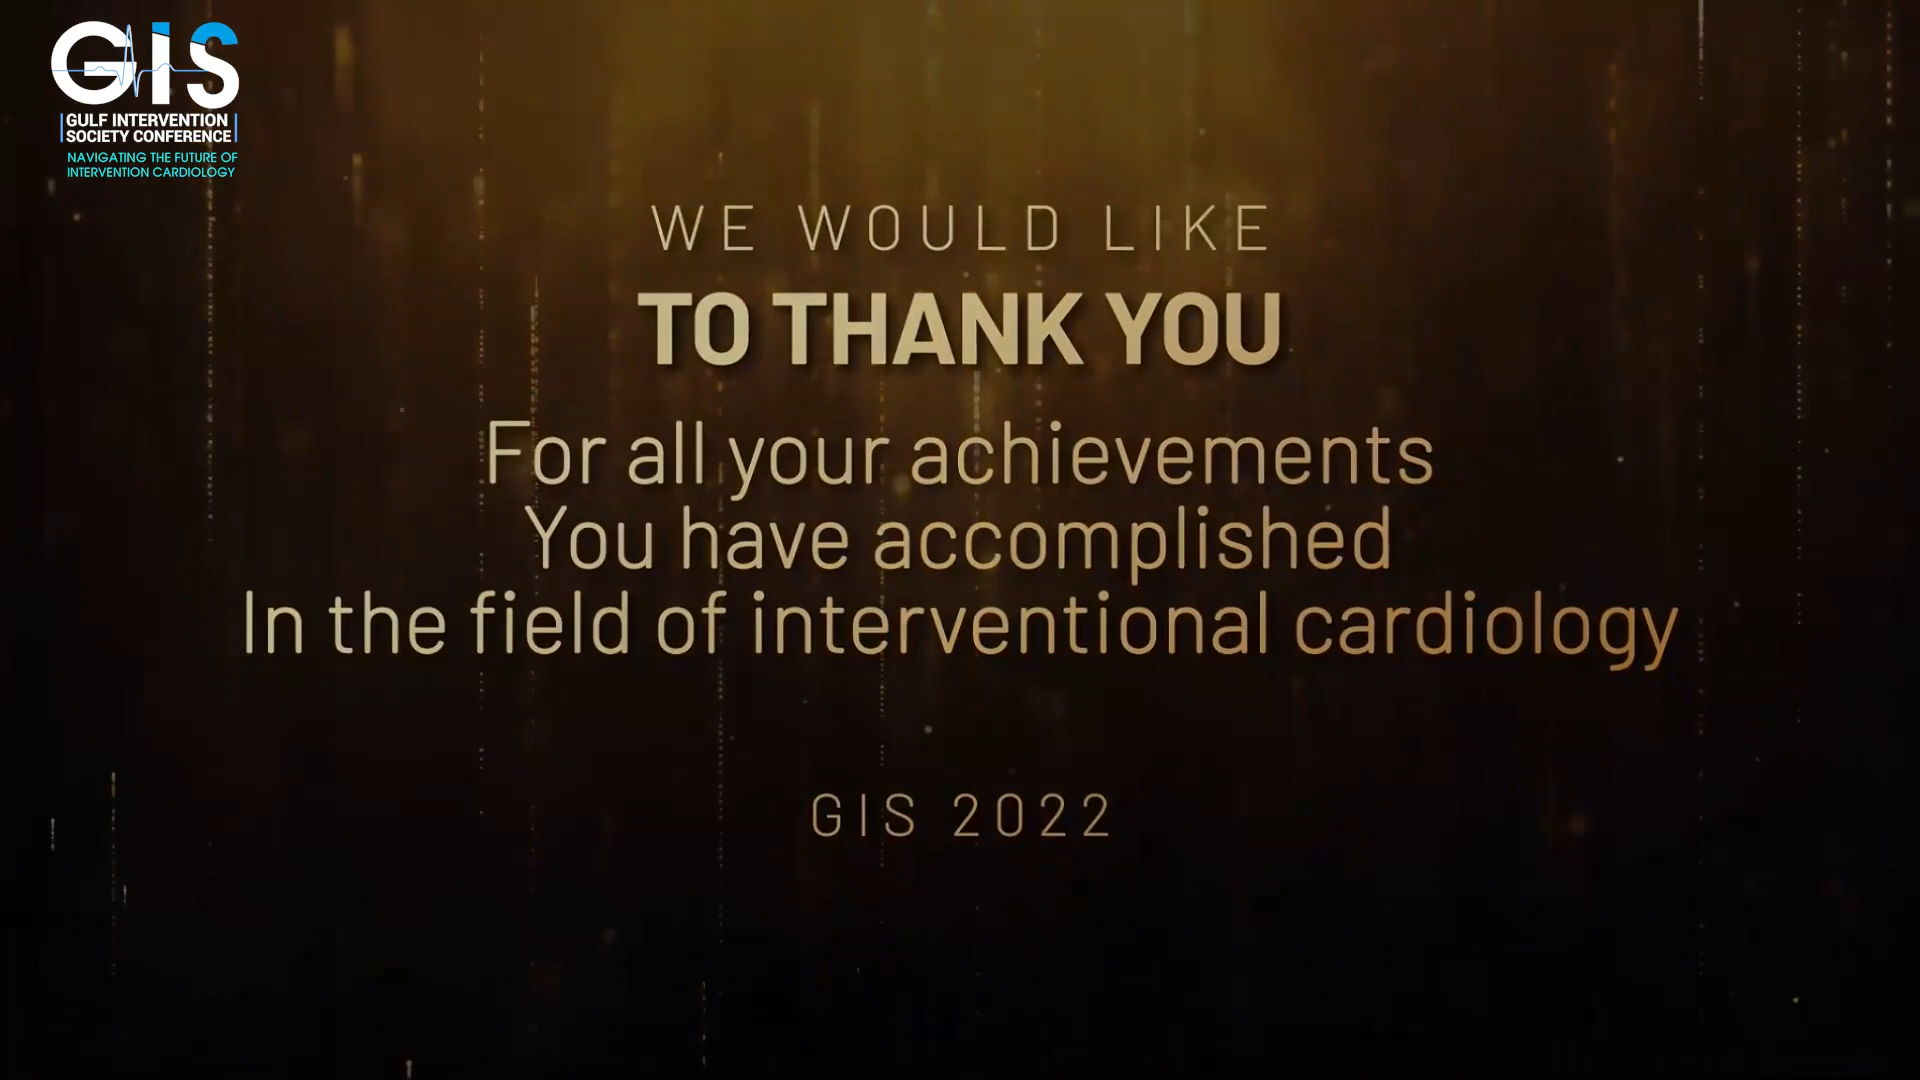 GIS
GULF INTERVENTION
SOCIETY CONFERENCE
NAVIGATING THE FUTURE OF
INTERVENTION CARDIOLOGY
WE WOULD LIKE
TO THANK YOU
For all your achievements
You have accomplished
In the field of interventional cardiology
GIS 2022